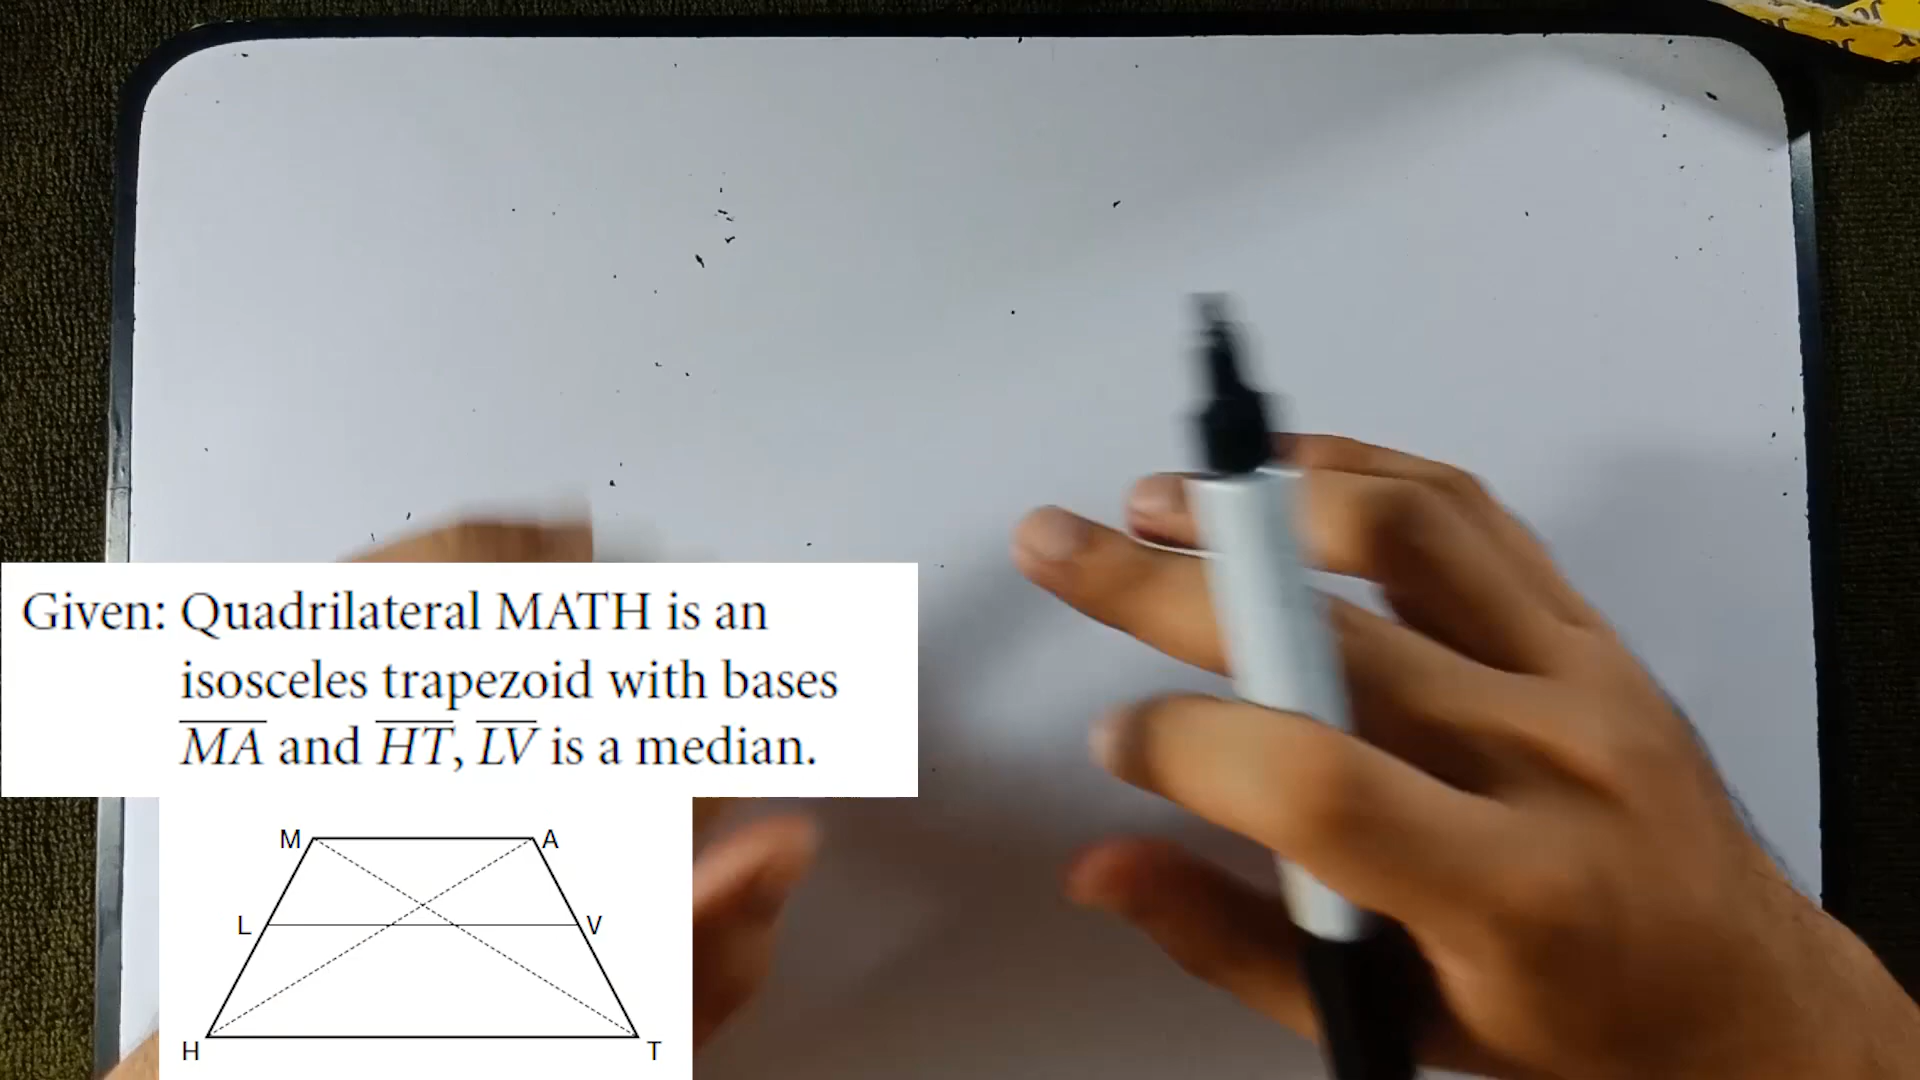 Given: Quadrilateral MATH is an
isosceles trapezoid with bases
MA and HT, LV is a median.
M A
L V
H T